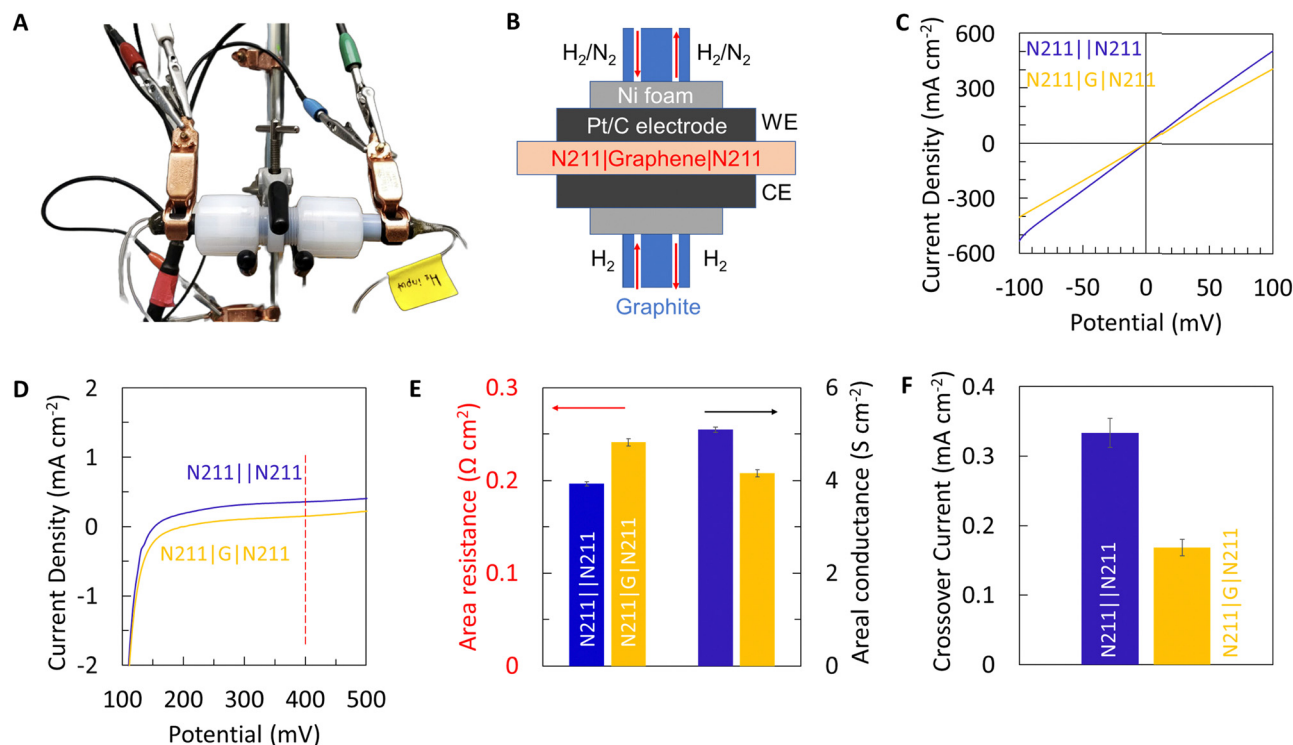 A
H₂ input
B
H₂/N₂
H₂/N₂
Ni foam
Pt/C electrode
WE
N211|Graphene|N211
CE
H₂
H₂
Graphite
C
Current Density (mA cm⁻²)
600
300
0
-300
-600
N211||N211
N211|G|N211
-100
-50
0
50
100
Potential (mV)
D
Current Density (mA cm⁻²)
2
1
0
-1
-2
N211||N211
N211|G|N211
100
200
300
400
500
Potential (mV)
E
Area resistance (Ω cm²)
0.3
0.2
0.1
0
N211||N211
N211|G|N211
6
4
2
0
Areal conductance (S cm⁻²)
F
Crossover Current (mA cm⁻²)
0.4
0.3
0.2
0.1
0
N211||N211
N211|G|N211